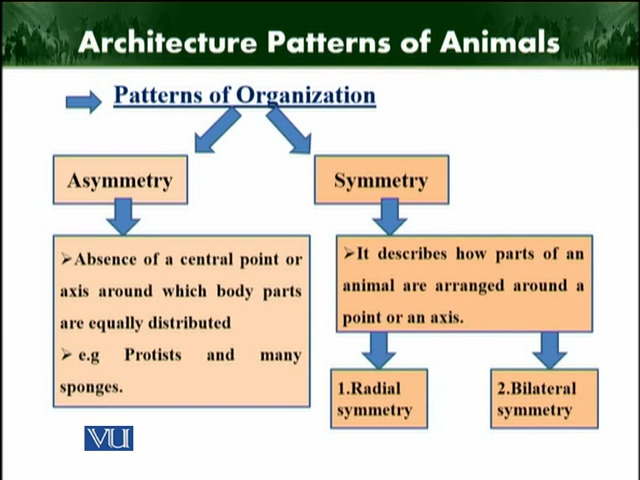 Architecture Patterns of Animals
Patterns of Organization
Asymmetry
Symmetry
➢Absence of a central point or
axis around which body parts
are equally distributed
➢ e.g Protists and many
sponges.
➢It describes how parts of an
animal are arranged around a
point or an axis.
1.Radial
symmetry
2.Bilateral
symmetry
VU